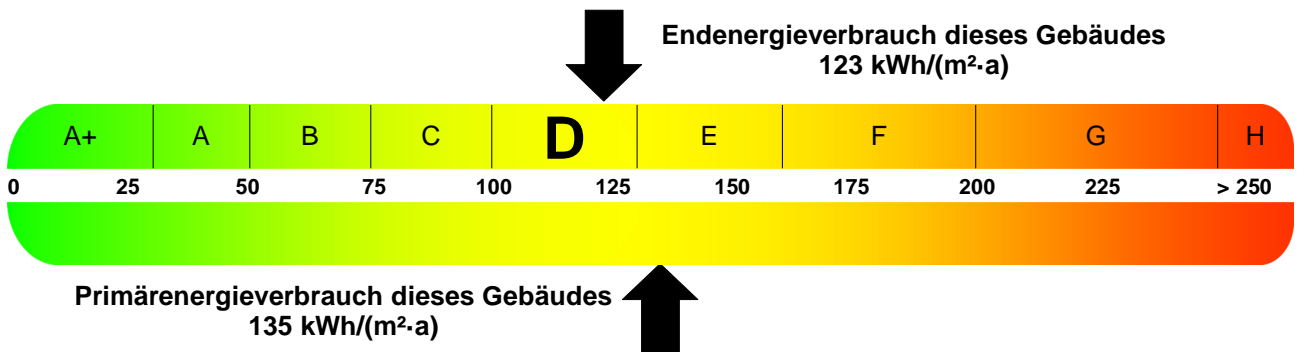 Endenergieverbrauch dieses Gebäudes
123 kWh/(m²·a)
A+ A B C D E F G H
0 25 50 75 100 125 150 175 200 225 > 250
Primärenergieverbrauch dieses Gebäudes
135 kWh/(m²·a)